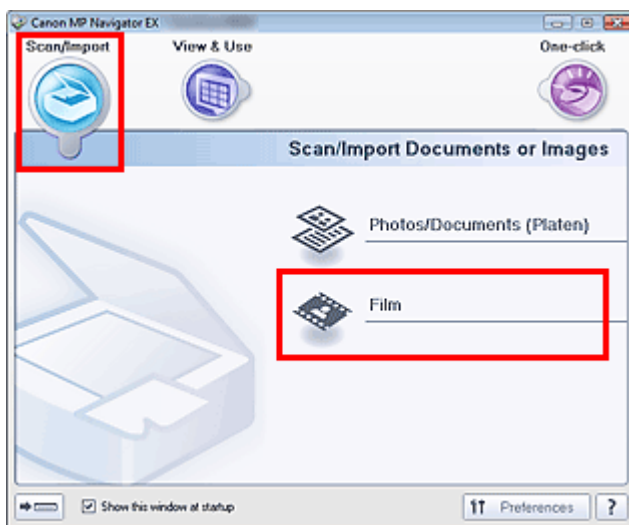 Canon MP Navigator EX
Scan/Import View & Use One-click
Scan/Import Documents or Images
Photos/Documents (Platen)
Film
Show this window at startup Preferences ?